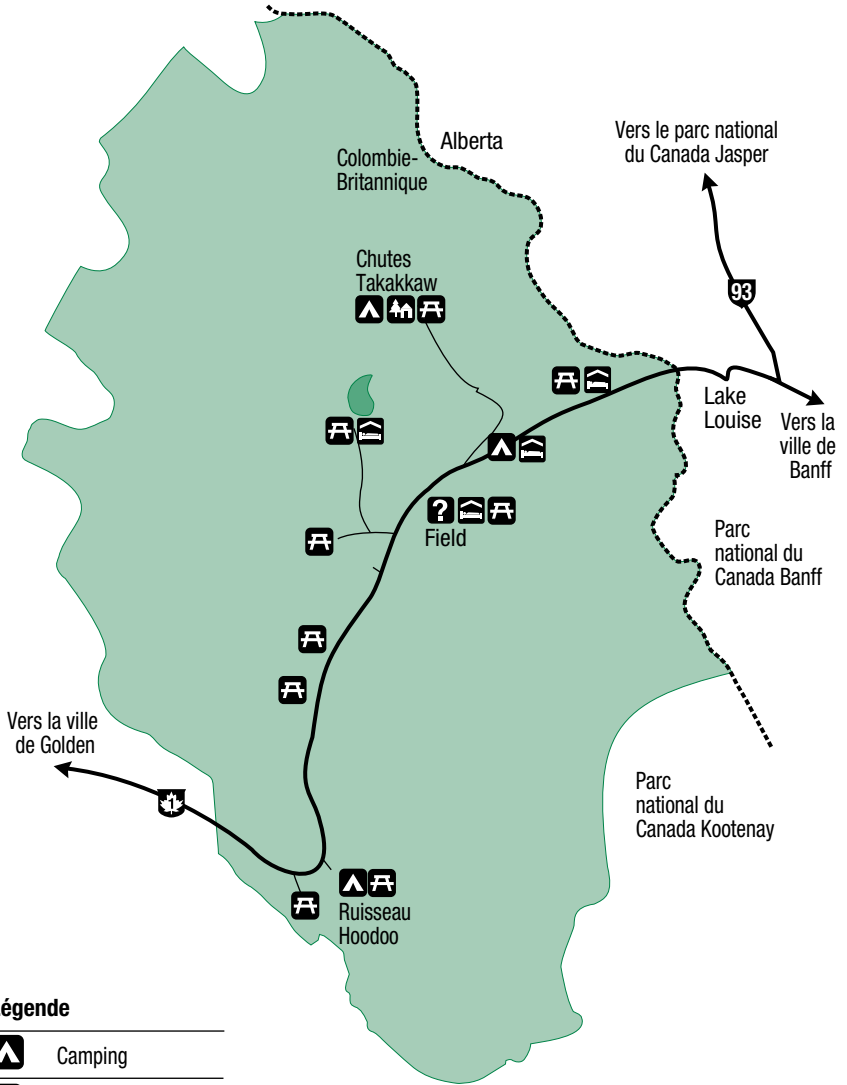 Alberta
Vers le parc national
du Canada Jasper
Colombie-
Britannique
Chutes
Takakkaw
93
Lake
Louise
Vers la
ville de
Banff
?
Field
Parc
national du
Canada Banff
Vers la ville
de Golden
1
Parc
national du
Canada Kootenay
Ruisseau
Hoodoo
égende
Camping